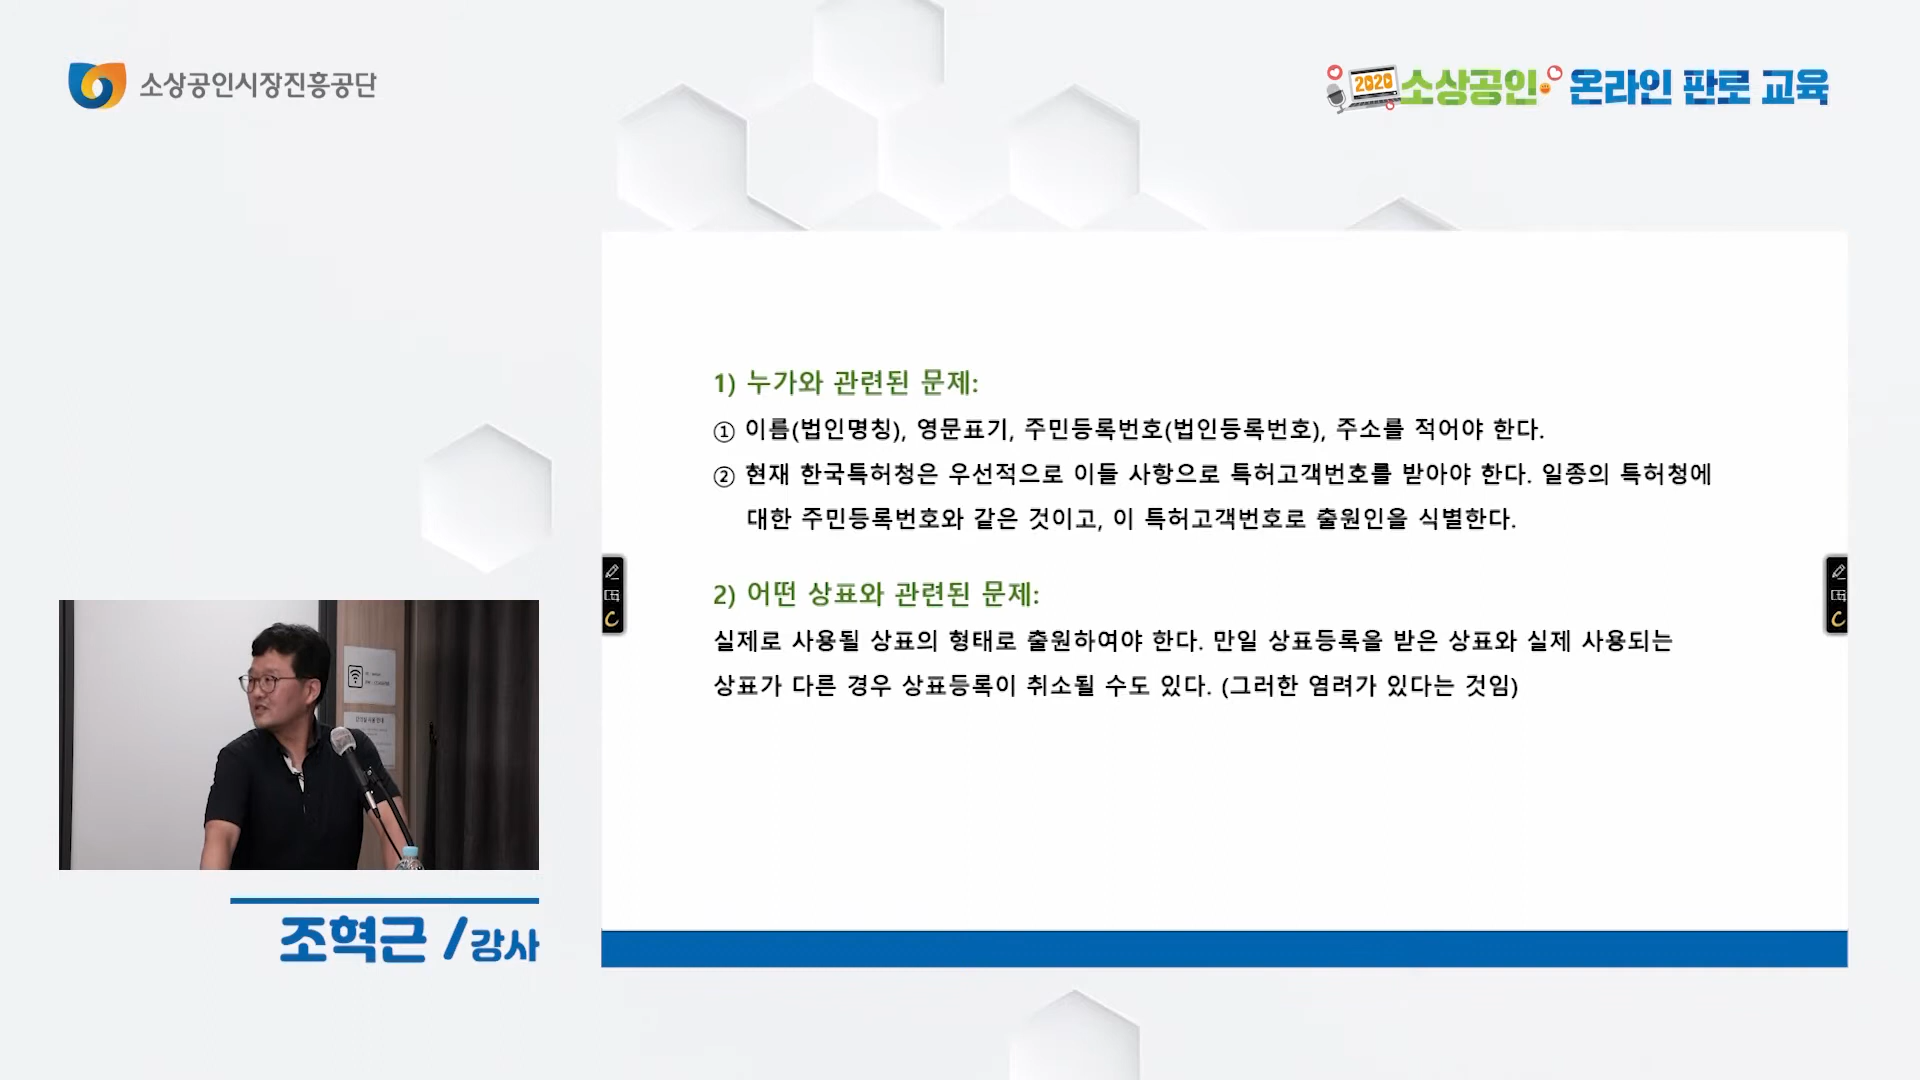 소상공인시장진흥공단
2020 소상공인 온라인 판로 교육
1) 누가와 관련된 문제:
① 이름(법인명칭), 영문표기, 주민등록번호(법인등록번호), 주소를 적어야 한다.
② 현재 한국특허청은 우선적으로 이들 사항으로 특허고객번호를 받아야 한다. 일종의 특허청에
대한 주민등록번호와 같은 것이고, 이 특허고객번호로 출원인을 식별한다.
2) 어떤 상표와 관련된 문제:
실제로 사용될 상표의 형태로 출원하여야 한다. 만일 상표등록을 받은 상표와 실제 사용되는
상표가 다른 경우 상표등록이 취소될 수도 있다. (그러한 염려가 있다는 것임)
조혁근 / 강사